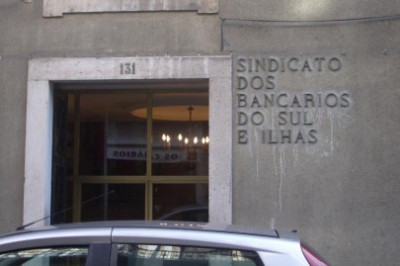 131
SINDICATO
DOS
BANCARIOS
DO SUL
E ILHAS